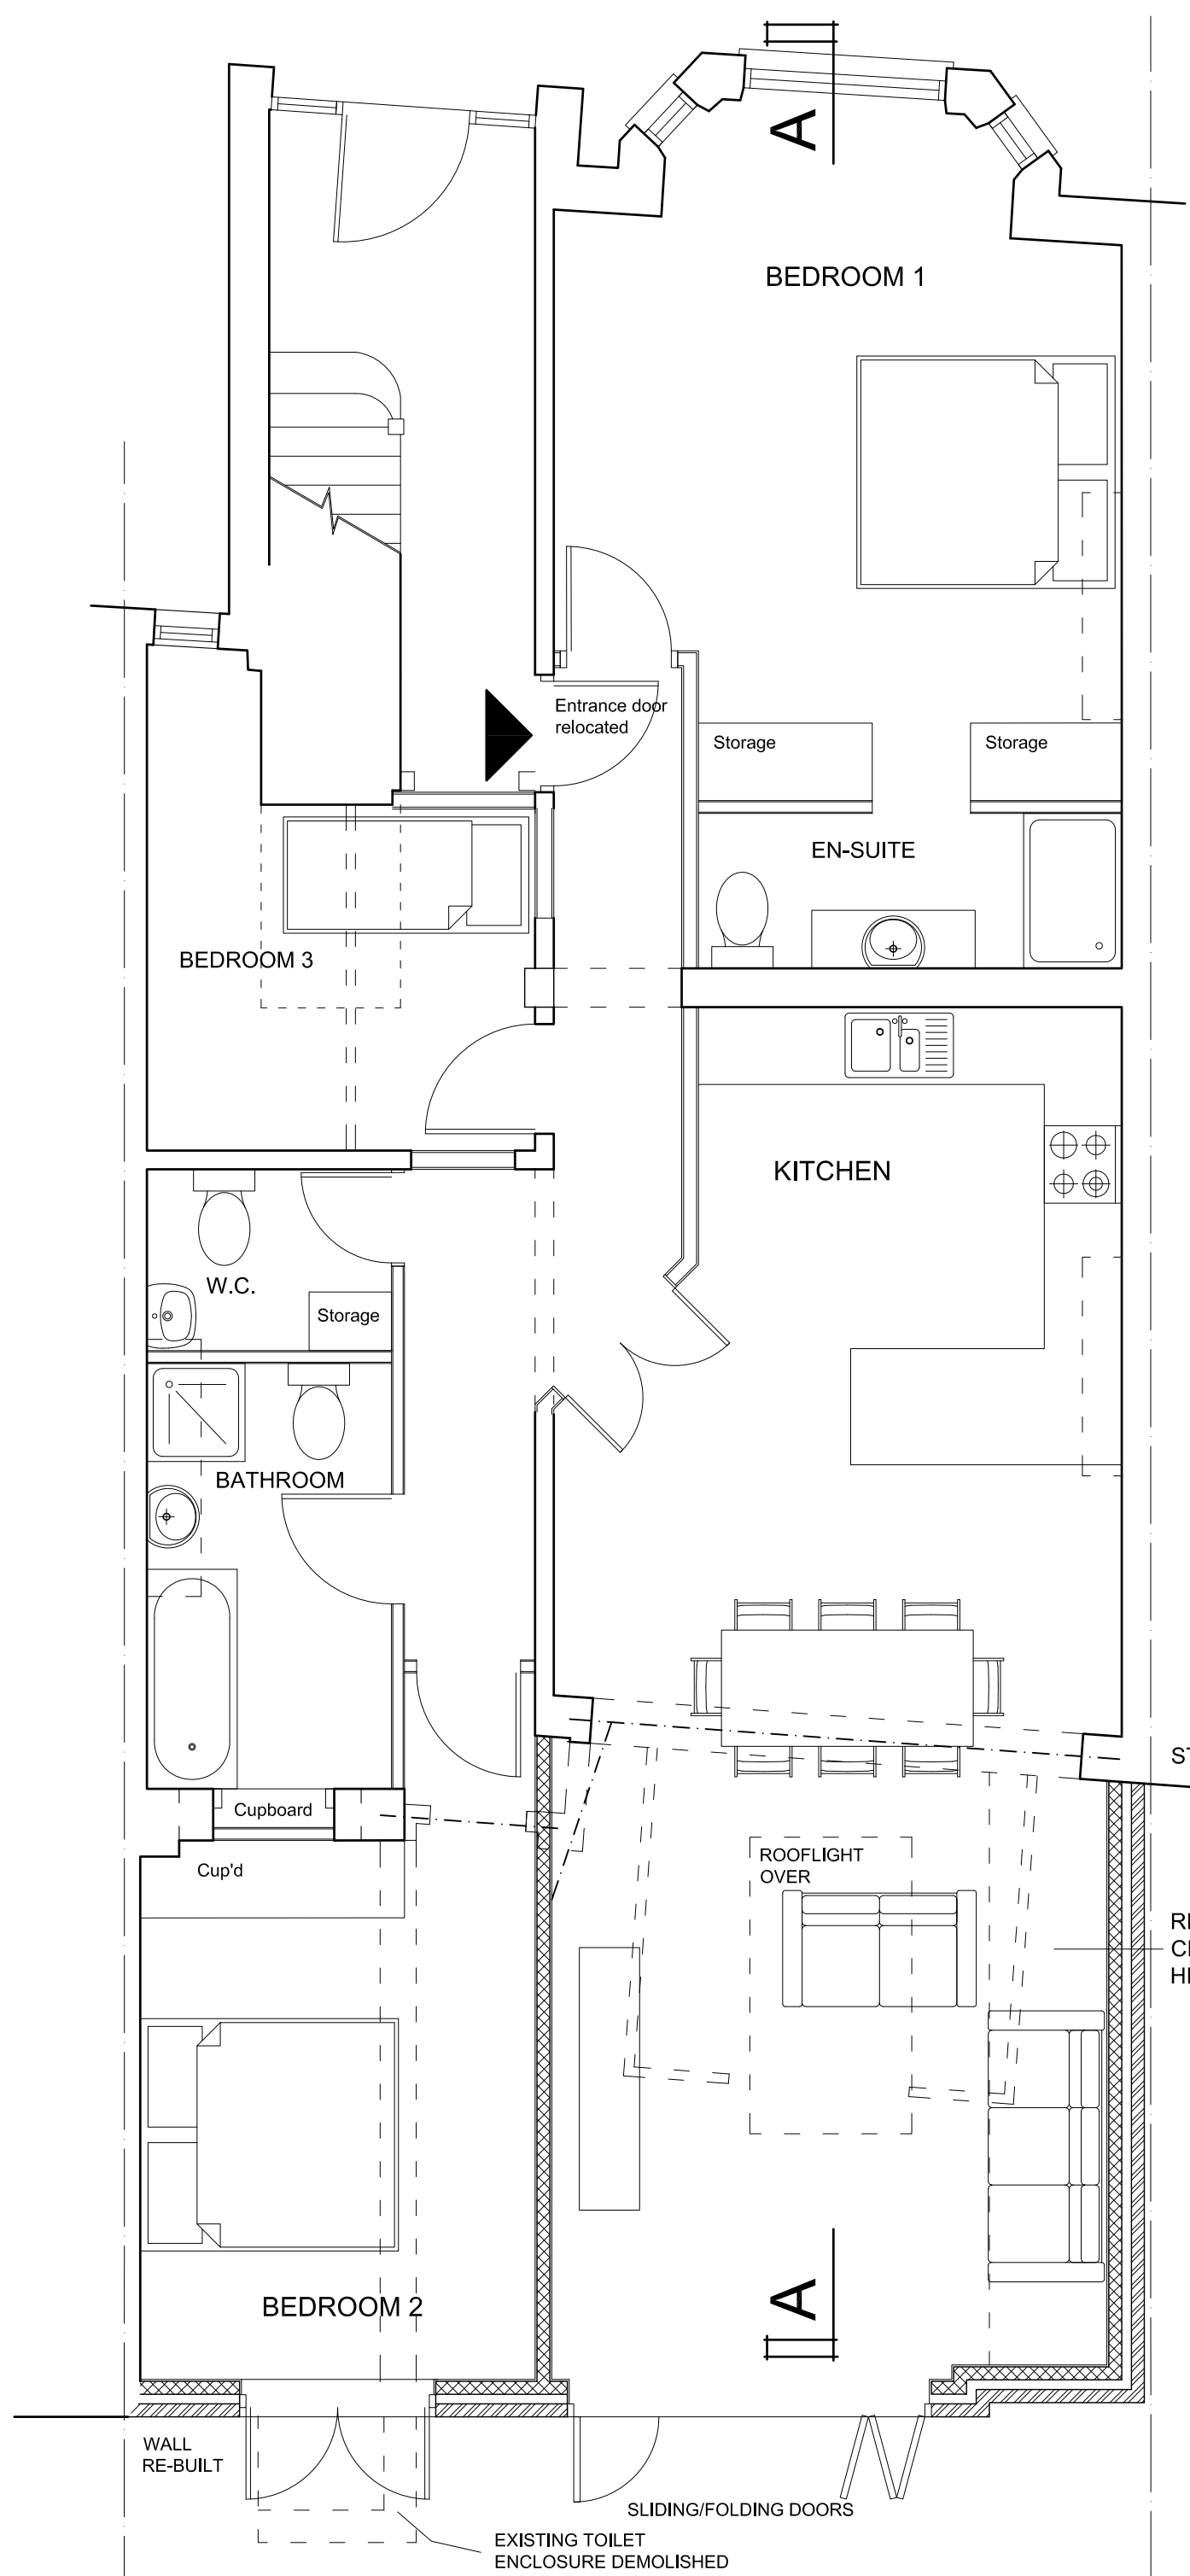 A
BEDROOM 1
Entrance door
relocated
Storage
Storage
EN-SUITE
BEDROOM 3
KITCHEN
W.C.
Storage
BATHROOM
Cupboard
Cup'd
ROOFLIGHT
OVER
BEDROOM 2
A
WALL
RE-BUILT
SLIDING/FOLDING DOORS
EXISTING TOILET
ENCLOSURE DEMOLISHED